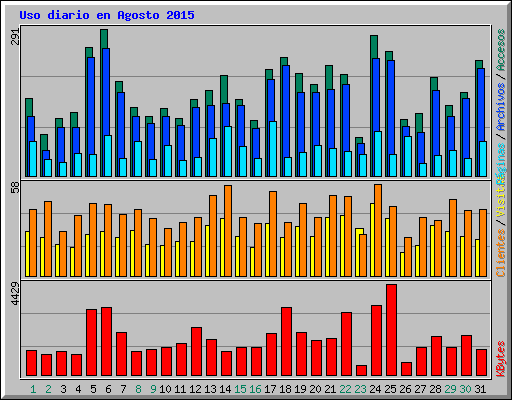 Uso diario en Agosto 2015
291
58
4429
Páginas / Archivos / Accesos
Clientes / Visitas
KBytes
1 2 3 4 5 6 7 8 9 10 11 12 13 14 15 16 17 18 19 20 21 22 23 24 25 26 27 28 29 30 31